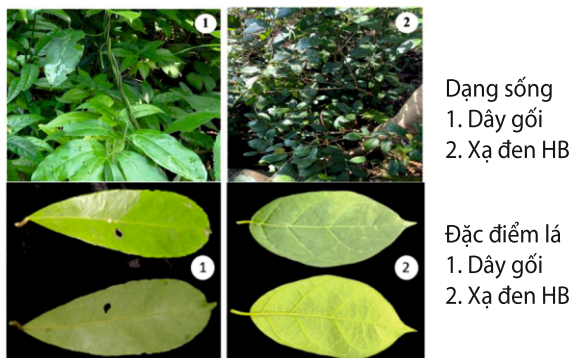 1
2
Dạng sống
1. Dây gối
2. Xạ đen HB
1
2
Đặc điểm lá
1. Dây gối
2. Xạ đen HB